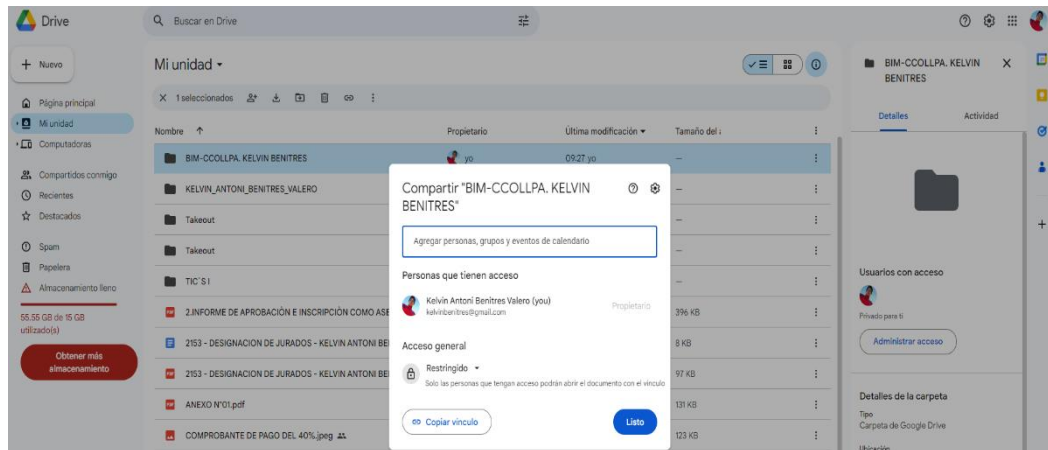 Drive
Buscar en Drive
Nuevo
Página principal
Mi unidad
Computadoras
Compartidos conmigo
Recientes
Destacados
Spam
Papelera
Almacenamiento lleno
55.55 GB de 15 GB
utilizado(s)
Obtener más
almacenamiento
Mi unidad
1 seleccionados
Nombre Propietario Última modificación Tamaño del
BIM-CCOLLPA. KELVIN BENITRES yo 09:27 yo —
KELVIN_ANTONI_BENITRES_VALERO —
Takeout —
Takeout —
TIC`S I —
2.INFORME DE APROBACIÒN E INSCRIPCIÒN COMO ASE 396 KB
2153 - DESIGNACION DE JURADOS - KELVIN ANTONI BE 8 KB
2153 - DESIGNACION DE JURADOS - KELVIN ANTONI BE 97 KB
ANEXO N°01.pdf 131 KB
COMPROBANTE DE PAGO DEL 40%.jpeg 123 KB
Compartir "BIM-CCOLLPA. KELVIN
BENITRES"
Agregar personas, grupos y eventos de calendario
Personas que tienen acceso
Kelvin Antoni Benitres Valero (you)
kelvinbenitres@gmail.com
Propietario
Acceso general
Restringido
Solo las personas que tengan acceso podrán abrir el documento con el vínculo
Copiar vínculo
Listo
BIM-CCOLLPA. KELVIN
BENITRES
Detalles Actividad
Usuarios con acceso
Privado para ti
Administrar acceso
Detalles de la carpeta
Tipo
Carpeta de Google Drive
Ubicación